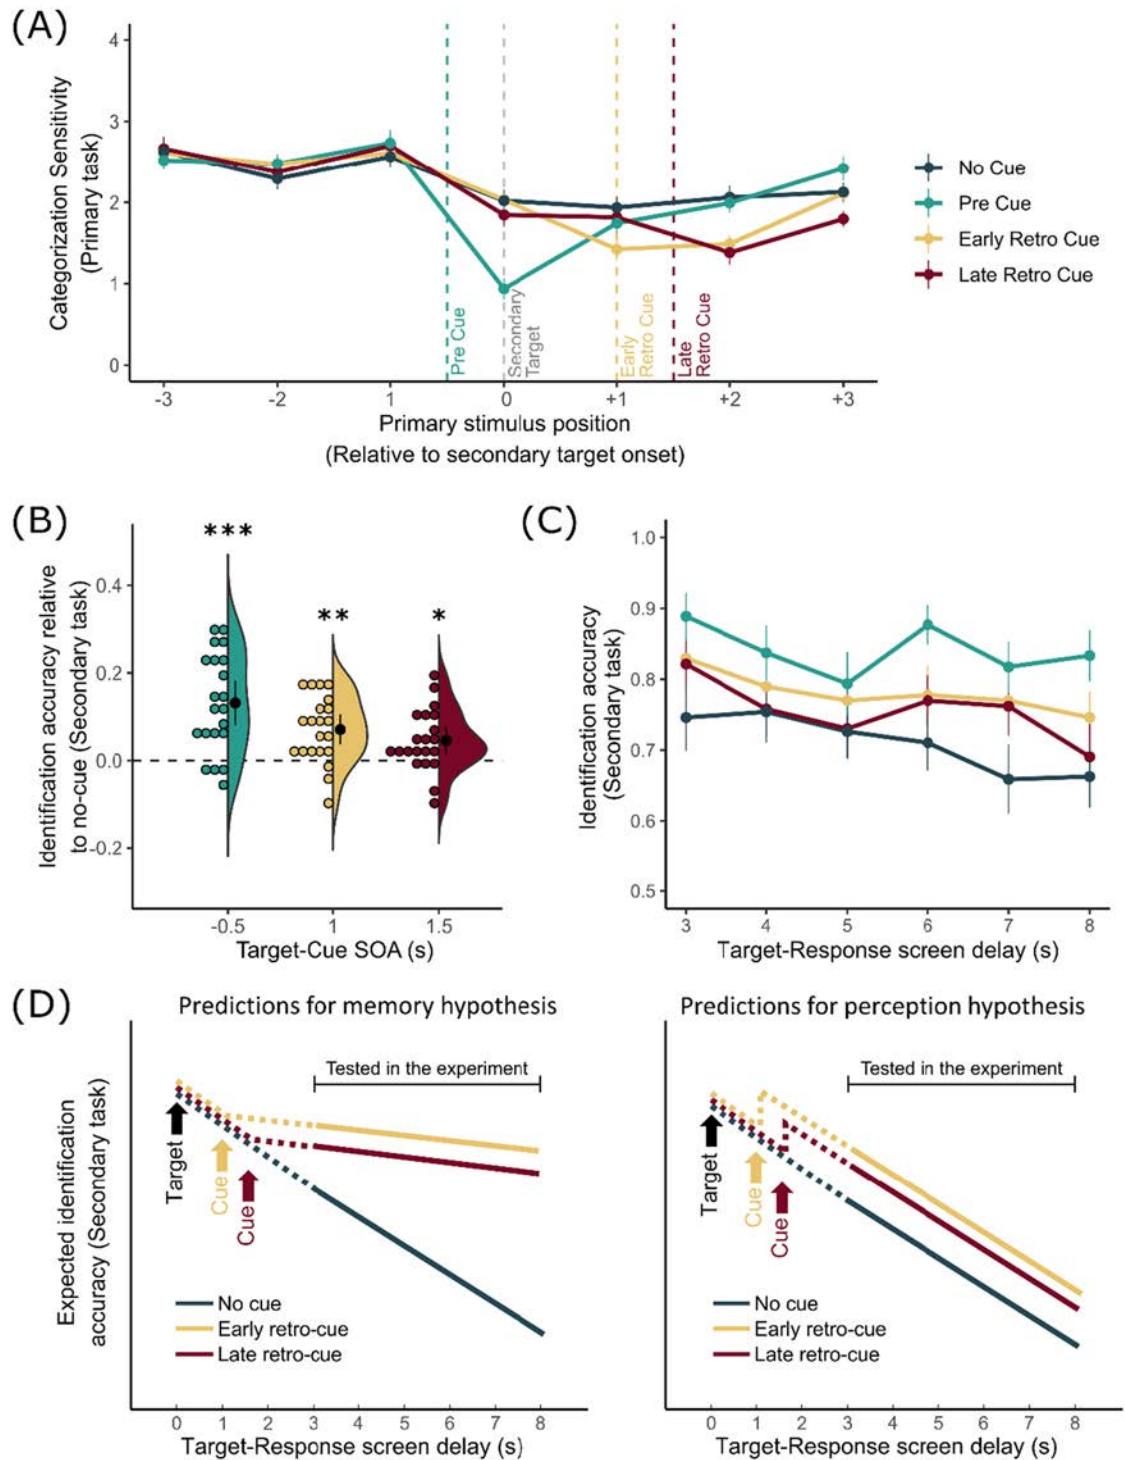 (A)
Categorization Sensitivity
(Primary task)
4
3
2
1
0
Pre Cue
Secondary
Target
Early
Retro Cue
Late
Retro Cue
-3
-2
1
0
+1
+2
+3
Primary stimulus position
(Relative to secondary target onset)
No Cue
Pre Cue
Early Retro Cue
Late Retro Cue
(B)
Identification accuracy relative
to no-cue (Secondary task)
0.4
0.2
0.0
-0.2
***
**
*
-0.5
1
1.5
Target-Cue SOA (s)
(C)
Identification accuracy
(Secondary task)
1.0
0.9
0.8
0.7
0.6
0.5
3
4
5
6
7
8
Target-Response screen delay (s)
(D)
Predictions for memory hypothesis
Expected identification
accuracy (Secondary task)
Tested in the experiment
Target
Cue
Cue
No cue
Early retro-cue
Late retro-cue
0
1
2
3
4
5
6
7
8
Target-Response screen delay (s)
Predictions for perception hypothesis
Tested in the experiment
Target
Cue
Cue
No cue
Early retro-cue
Late retro-cue
0
1
2
3
4
5
6
7
8
Target-Response screen delay (s)